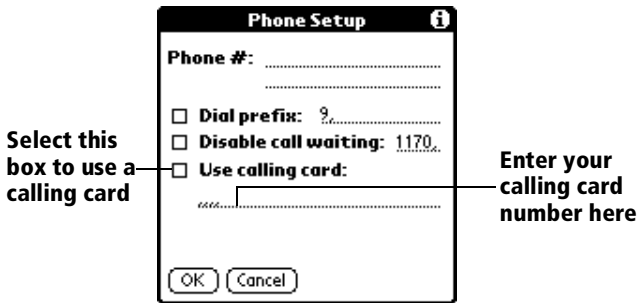 Phone Setup i
Phone #:
Dial prefix: 9,
Disable call waiting: 1170,
Use calling card:
,,,,
OK Cancel
Select this
box to use a
calling card
Enter your
calling card
number here